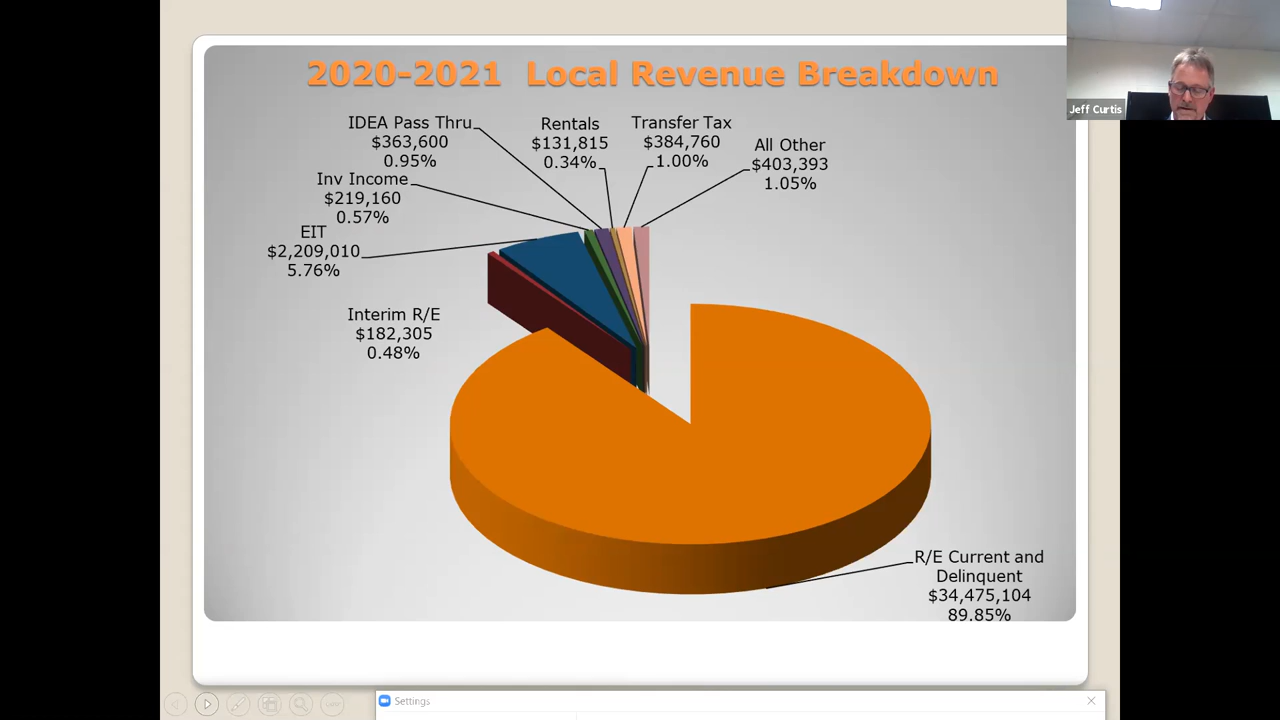 2020-2021 Local Revenue Breakdown
Jeff Curtis
IDEA Pass Thru
$363,600
0.95%
Rentals
$131,815
0.34%
Transfer Tax
$384,760
1.00%
All Other
$403,393
1.05%
Inv Income
$219,160
0.57%
EIT
$2,209,010
5.76%
Interim R/E
$182,305
0.48%
R/E Current and
Delinquent
$34,475,104
89.85%
Settings